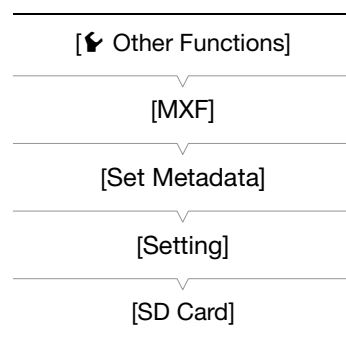 [ Other Functions]
[MXF]
[Set Metadata]
[Setting]
[SD Card]